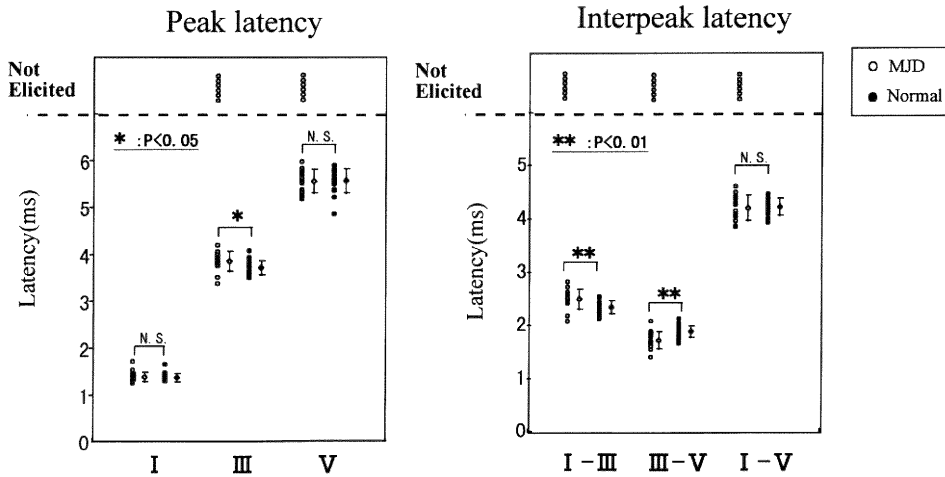 Peak latency
Not
Elicited
* :P<0.05
Latency(ms)
6
5
4
3
2
1
0
N. S.
*
N. S.
I
III
V
Interpeak latency
Not
Elicited
** :P<0.01
Latency(ms)
5
4
3
2
1
0
**
**
N. S.
I-III
III-V
I-V
MJD
Normal